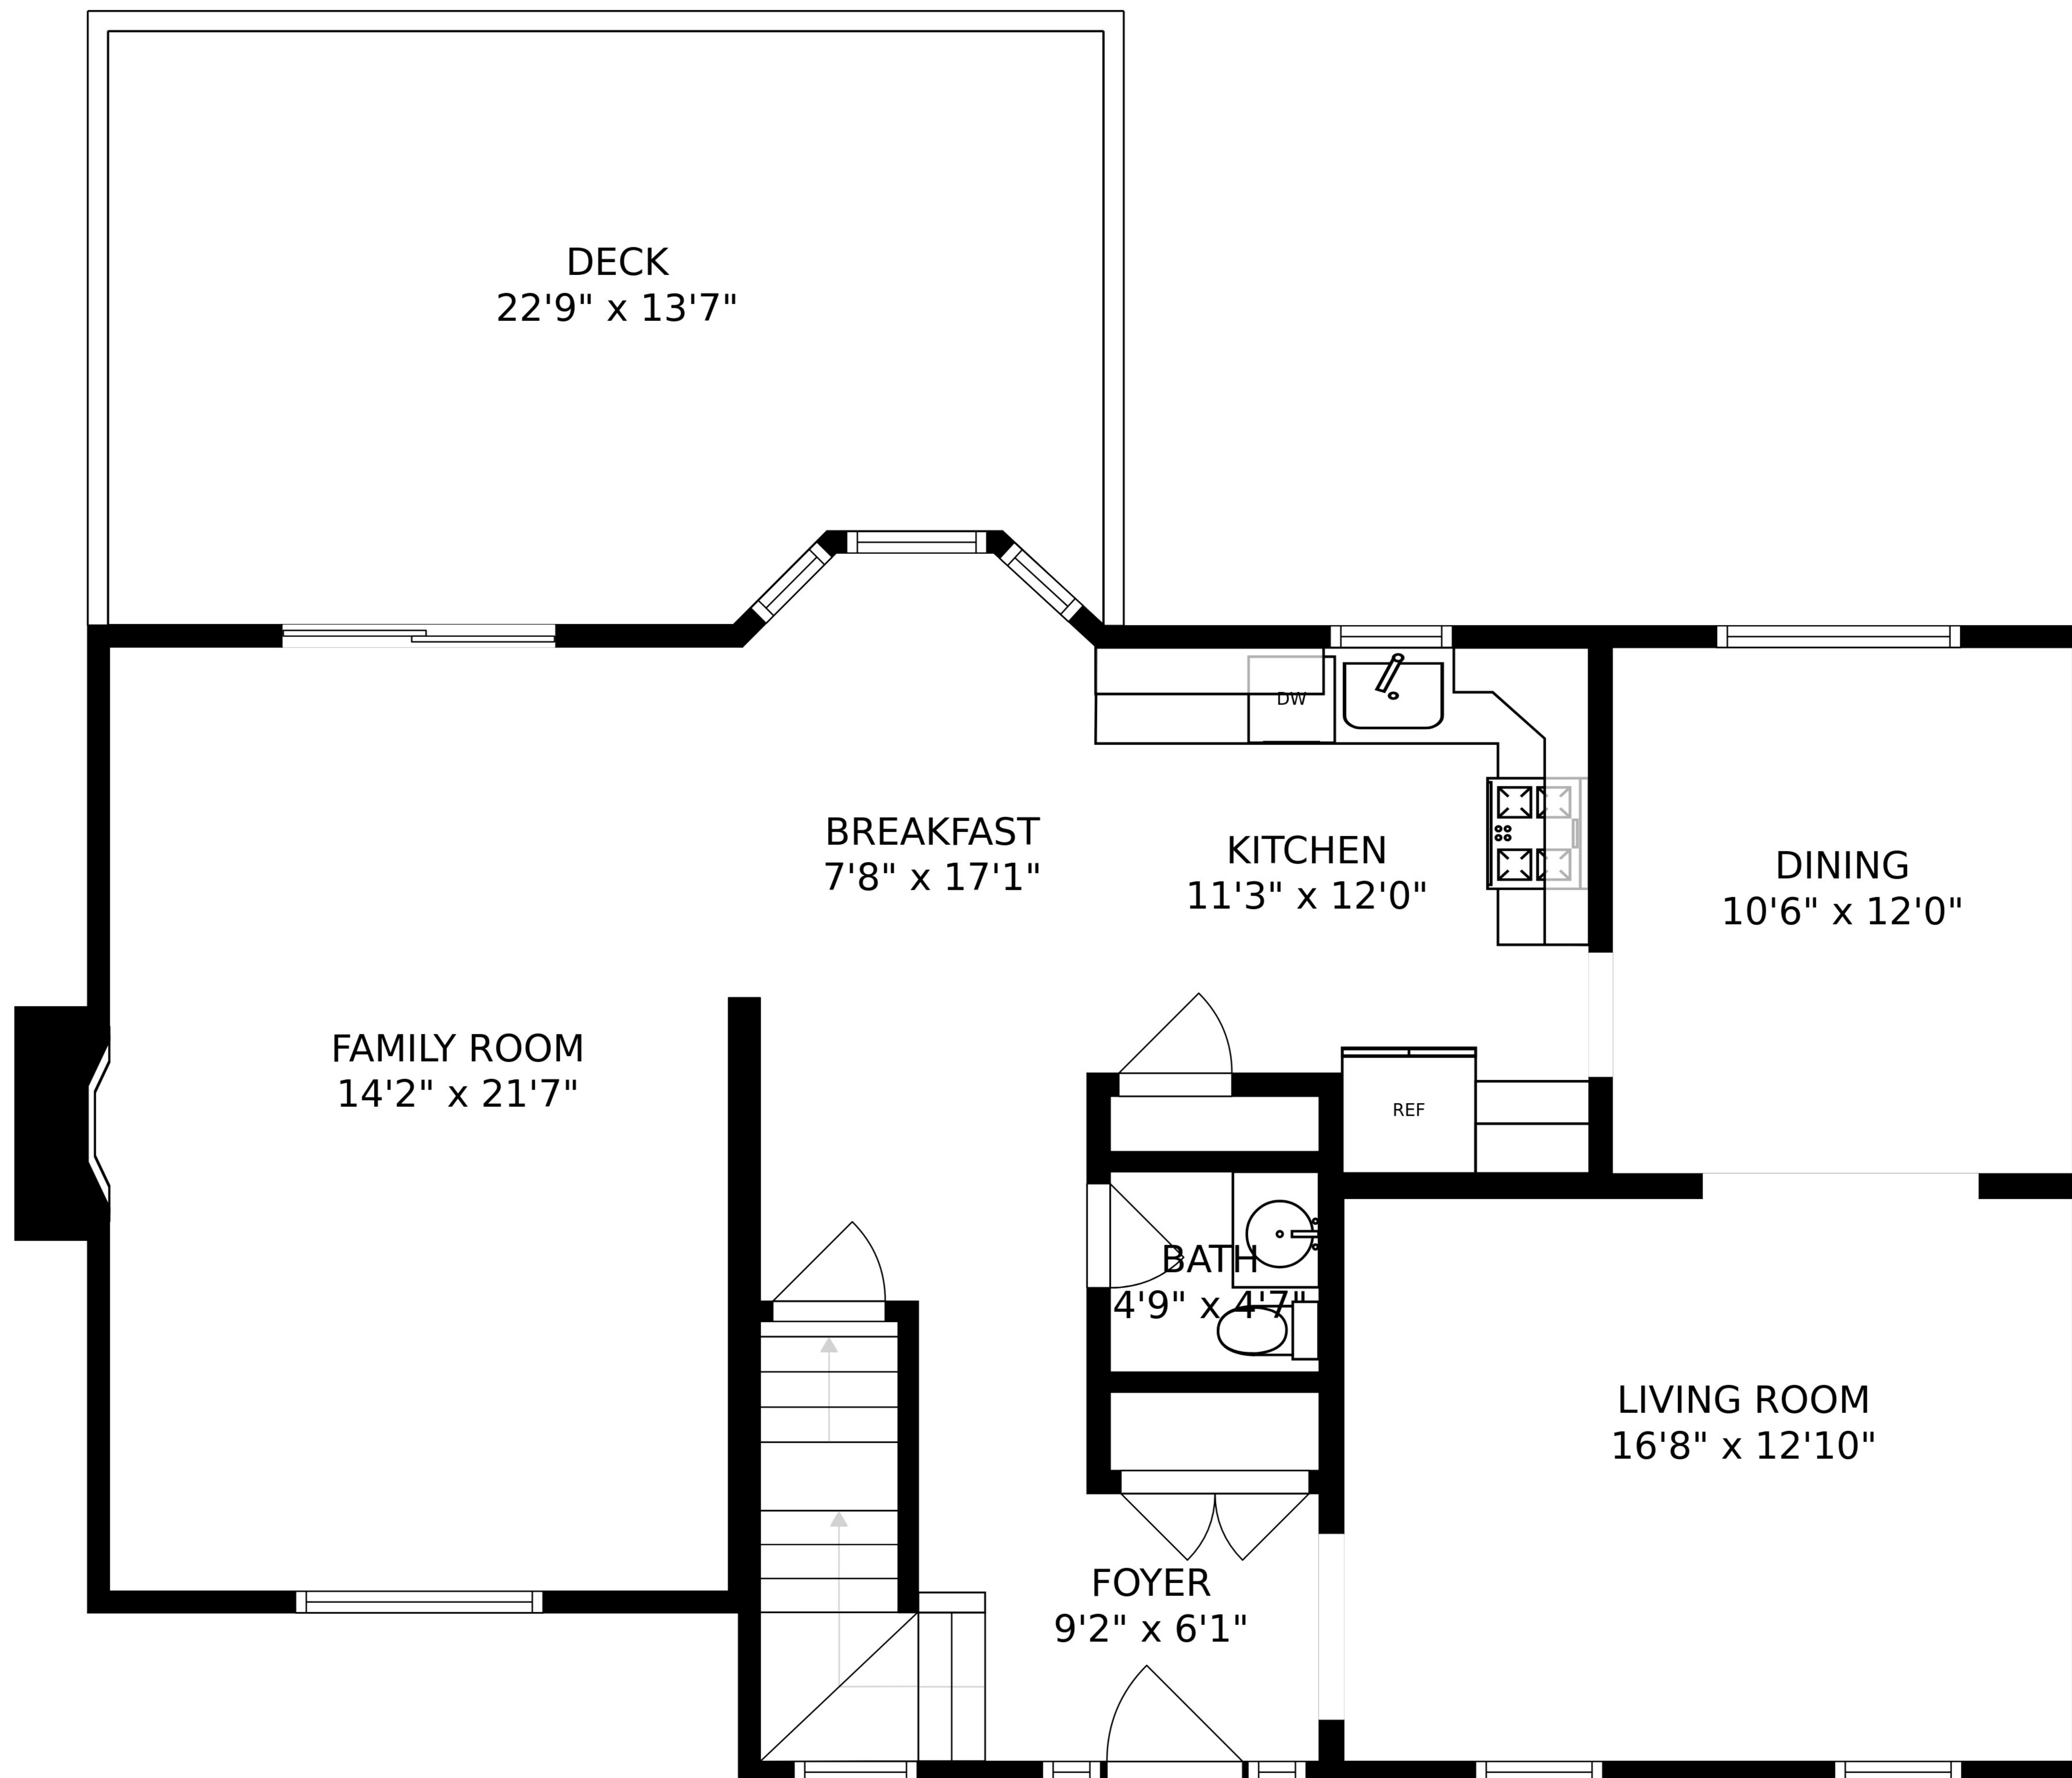 DECK
22'9" x 13'7"
DW
BREAKFAST
7'8" x 17'1"
KITCHEN
11'3" x 12'0"
DINING
10'6" x 12'0"
FAMILY ROOM
14'2" x 21'7"
REF
BATH
4'9" x 4'7"
LIVING ROOM
16'8" x 12'10"
FOYER
9'2" x 6'1"